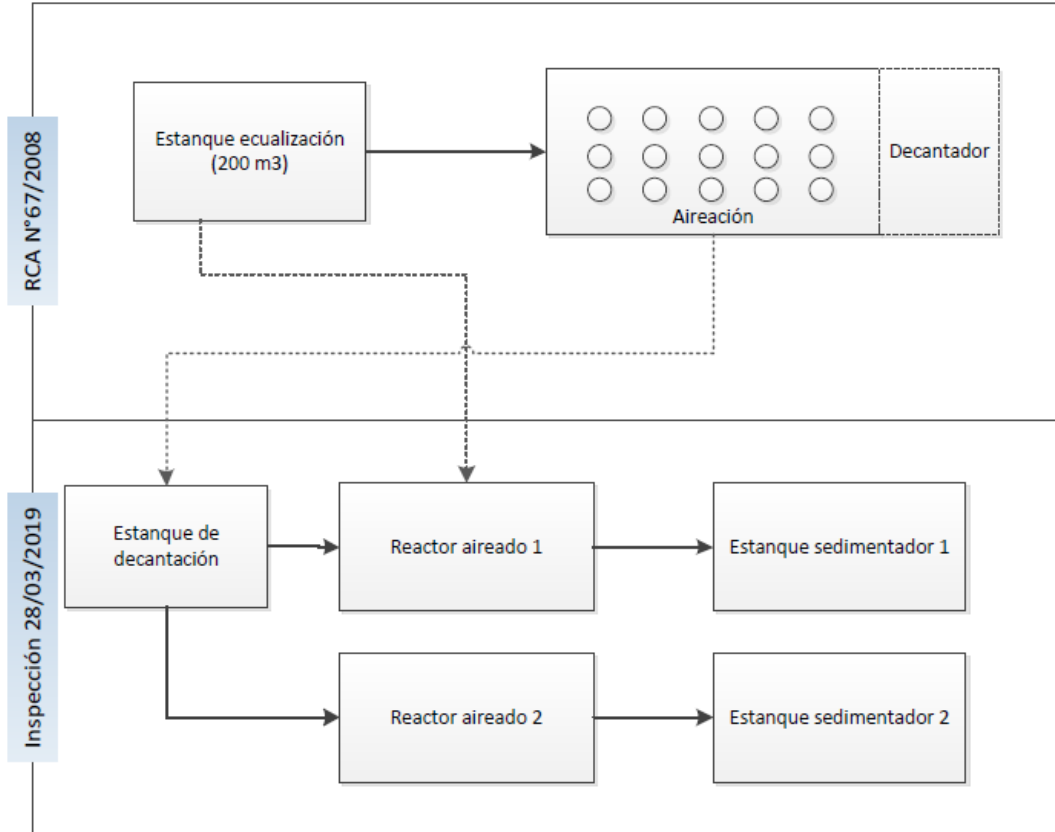 RCA N°67/2008
Estanque ecualización
(200 m3)
Aireación
Decantador
Inspección 28/03/2019
Estanque de
decantación
Reactor aireado 1
Estanque sedimentador 1
Reactor aireado 2
Estanque sedimentador 2